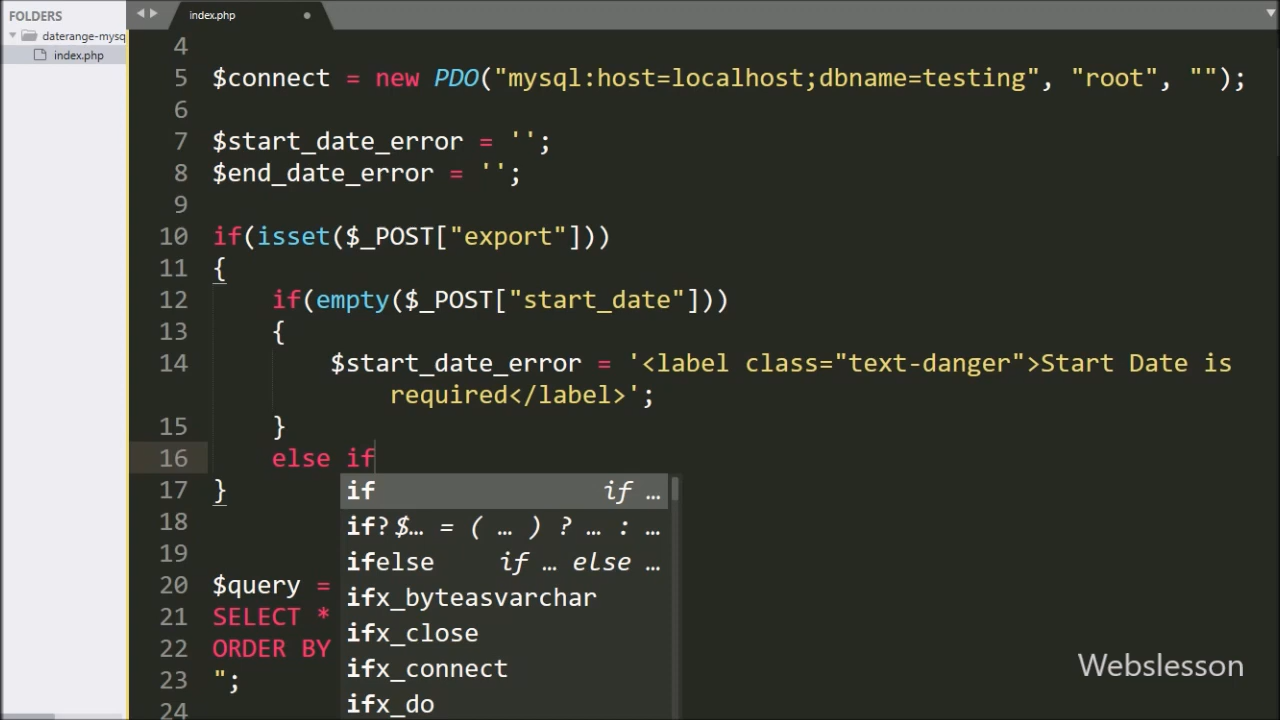 FOLDERS
daterange-mysq
index.php
index.php
4
5 $connect = new PDO("mysql:host=localhost;dbname=testing", "root", "");
6
7 $start_date_error = '';
8 $end_date_error = '';
9
10 if(isset($_POST["export"]))
11 {
12 if(empty($_POST["start_date"]))
13 {
14 $start_date_error = '<label class="text-danger">Start Date is
required</label>';
15 }
16 else if
17 }
if if …
18
if?$… = ( … ) ? … : …
19
ifelse if … else …
20 $query =
ifx_byteasvarchar
21 SELECT *
ifx_close
22 ORDER BY
ifx_connect
23 ";
ifx_do
24
Webslesson